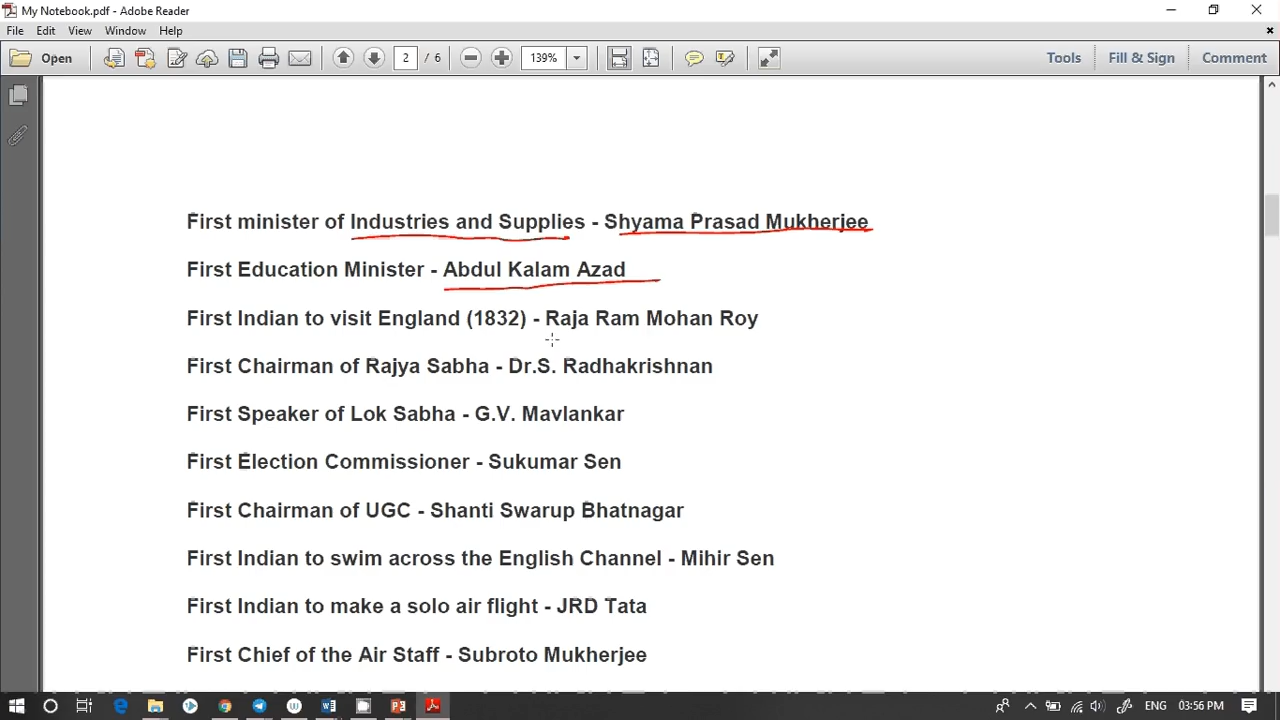 My Notebook.pdf - Adobe Reader
File Edit View Window Help
Open 2 / 6 139% Tools Fill & Sign Comment
First minister of Industries and Supplies - Shyama Prasad Mukherjee
First Education Minister - Abdul Kalam Azad
First Indian to visit England (1832) - Raja Ram Mohan Roy
First Chairman of Rajya Sabha - Dr.S. Radhakrishnan
First Speaker of Lok Sabha - G.V. Mavlankar
First Election Commissioner - Sukumar Sen
First Chairman of UGC - Shanti Swarup Bhatnagar
First Indian to swim across the English Channel - Mihir Sen
First Indian to make a solo air flight - JRD Tata
First Chief of the Air Staff - Subroto Mukherjee
ENG 03:56 PM